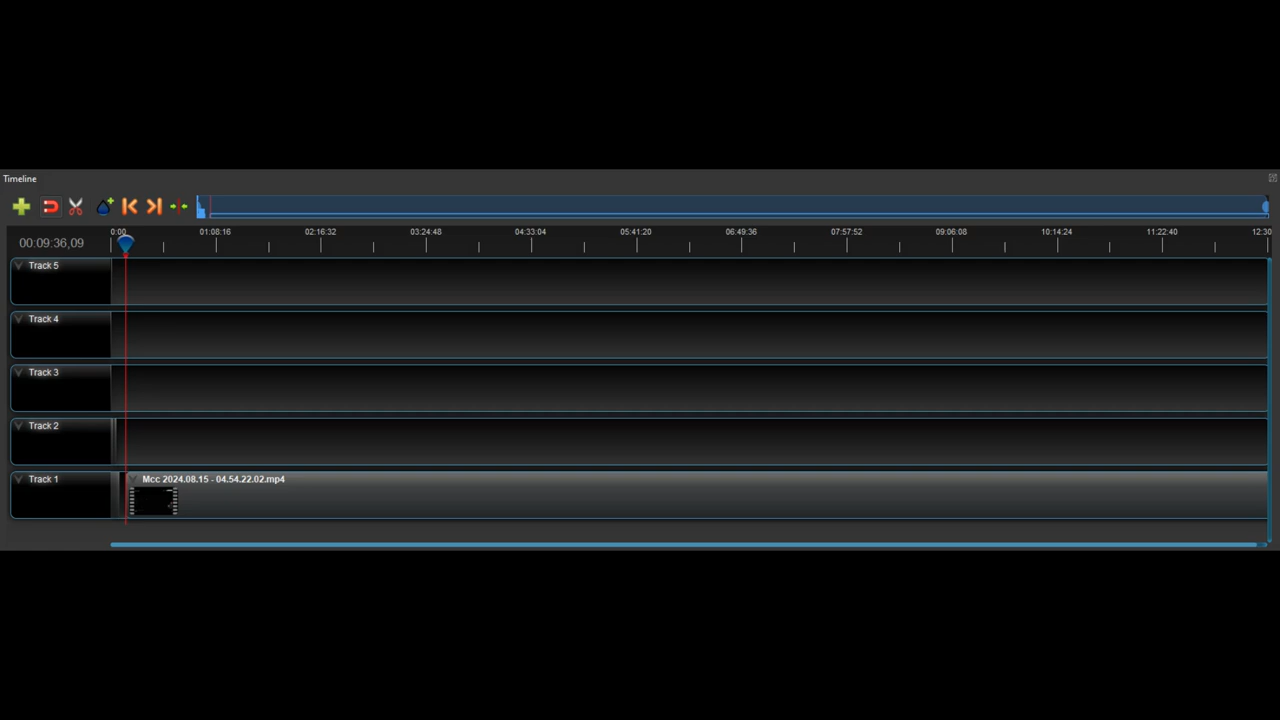 Timeline
0:00 01:08:16 02:16:32 03:24:48 04:33:04 05:41:20 06:49:36 07:57:52 09:06:08 10:14:24 11:22:40 12:30
00:09:36,09
Track 5
Track 4
Track 3
Track 2
Track 1 Mcc 2024.08.15 - 04.54.22.02.mp4